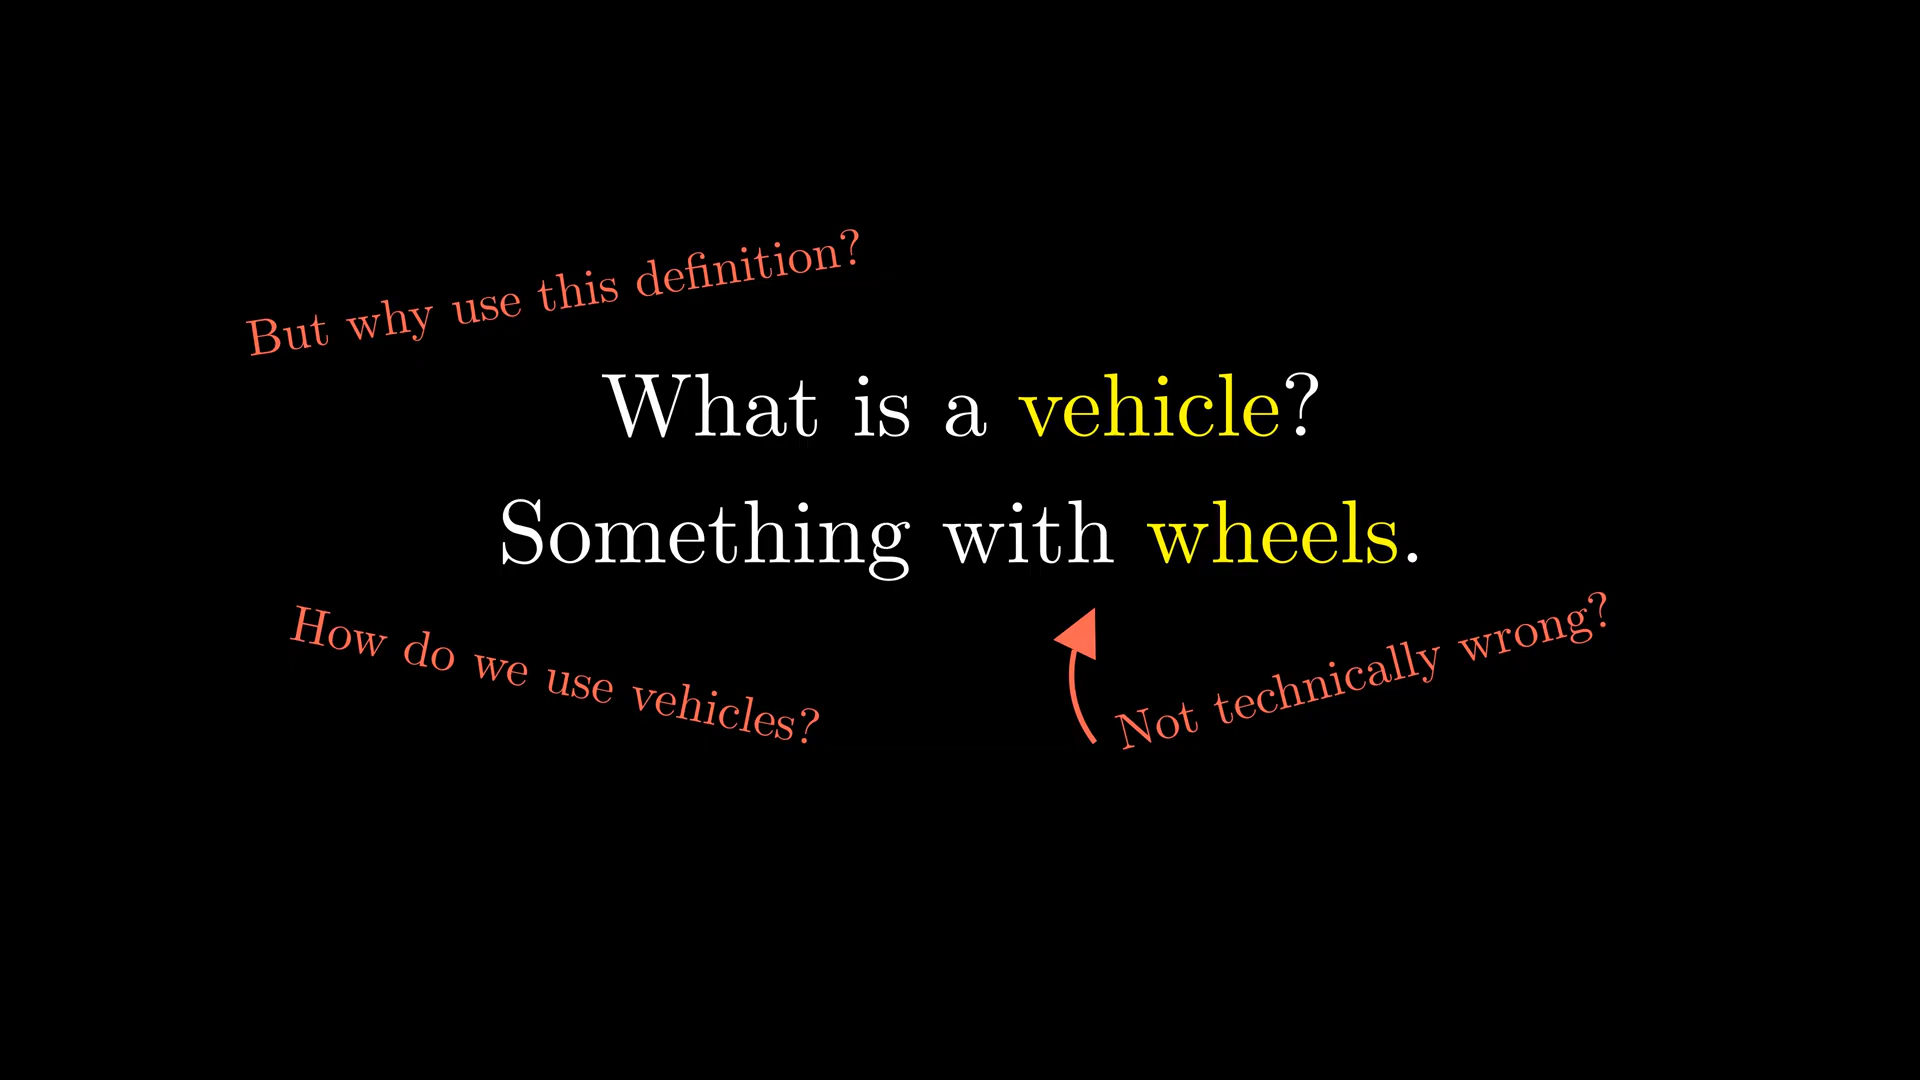 But why use this definition?
What is a vehicle?
Something with wheels.
How do we use vehicles?
Not technically wrong?